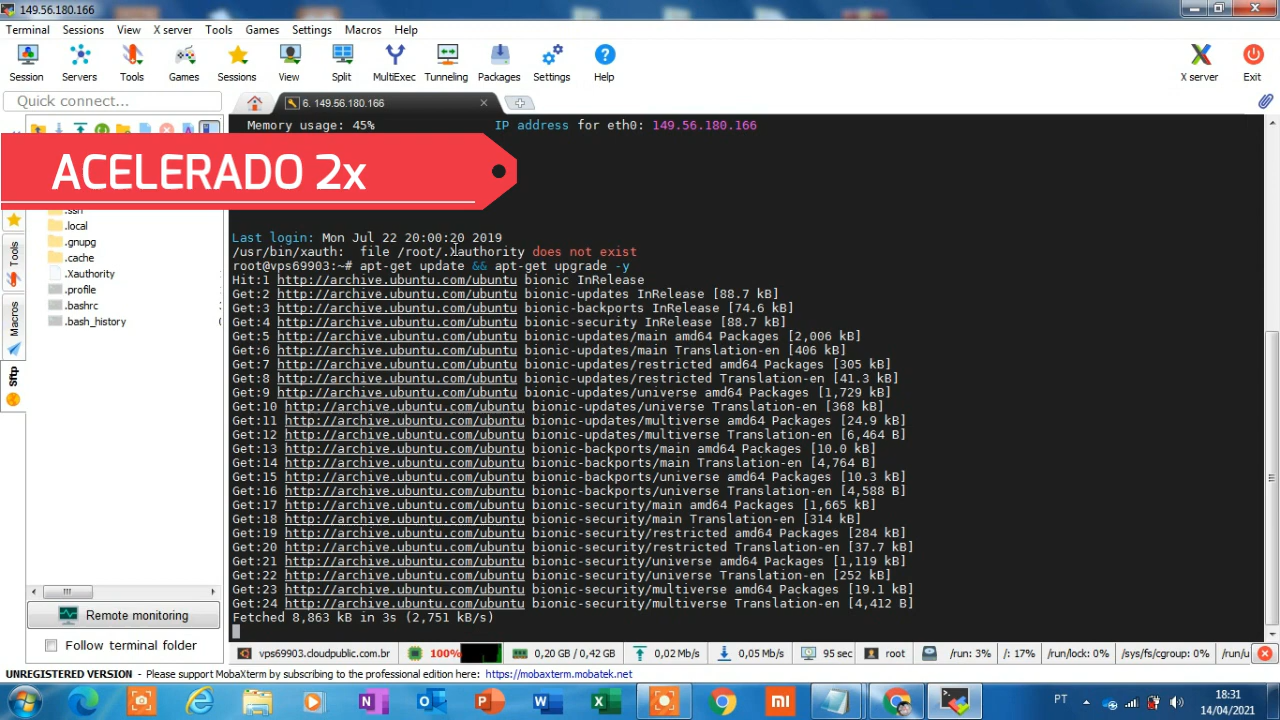 149.56.180.166
Terminal Sessions View X server Tools Games Settings Macros Help
Session Servers Tools Games Sessions View Split MultiExec Tunneling Packages Settings Help X server Exit
Quick connect...
6. 149.56.180.166
Memory usage: 45% IP address for eth0: 149.56.180.166
ACELERADO 2x
.ssh
.local
.gnupg
.cache
.Xauthority
.profile
.bashrc
.bash_history
Tools
Macros
Sftp
Last login: Mon Jul 22 20:00:20 2019
/usr/bin/xauth: file /root/.Xauthority does not exist
root@vps69903:~# apt-get update && apt-get upgrade -y
Hit:1 http://archive.ubuntu.com/ubuntu bionic InRelease
Get:2 http://archive.ubuntu.com/ubuntu bionic-updates InRelease [88.7 kB]
Get:3 http://archive.ubuntu.com/ubuntu bionic-backports InRelease [74.6 kB]
Get:4 http://archive.ubuntu.com/ubuntu bionic-security InRelease [88.7 kB]
Get:5 http://archive.ubuntu.com/ubuntu bionic-updates/main amd64 Packages [2,006 kB]
Get:6 http://archive.ubuntu.com/ubuntu bionic-updates/main Translation-en [406 kB]
Get:7 http://archive.ubuntu.com/ubuntu bionic-updates/restricted amd64 Packages [305 kB]
Get:8 http://archive.ubuntu.com/ubuntu bionic-updates/restricted Translation-en [41.3 kB]
Get:9 http://archive.ubuntu.com/ubuntu bionic-updates/universe amd64 Packages [1,729 kB]
Get:10 http://archive.ubuntu.com/ubuntu bionic-updates/universe Translation-en [368 kB]
Get:11 http://archive.ubuntu.com/ubuntu bionic-updates/multiverse amd64 Packages [24.9 kB]
Get:12 http://archive.ubuntu.com/ubuntu bionic-updates/multiverse Translation-en [6,464 B]
Get:13 http://archive.ubuntu.com/ubuntu bionic-backports/main amd64 Packages [10.0 kB]
Get:14 http://archive.ubuntu.com/ubuntu bionic-backports/main Translation-en [4,764 B]
Get:15 http://archive.ubuntu.com/ubuntu bionic-backports/universe amd64 Packages [10.3 kB]
Get:16 http://archive.ubuntu.com/ubuntu bionic-backports/universe Translation-en [4,588 B]
Get:17 http://archive.ubuntu.com/ubuntu bionic-security/main amd64 Packages [1,665 kB]
Get:18 http://archive.ubuntu.com/ubuntu bionic-security/main Translation-en [314 kB]
Get:19 http://archive.ubuntu.com/ubuntu bionic-security/restricted amd64 Packages [284 kB]
Get:20 http://archive.ubuntu.com/ubuntu bionic-security/restricted Translation-en [37.7 kB]
Get:21 http://archive.ubuntu.com/ubuntu bionic-security/universe amd64 Packages [1,119 kB]
Get:22 http://archive.ubuntu.com/ubuntu bionic-security/universe Translation-en [252 kB]
Get:23 http://archive.ubuntu.com/ubuntu bionic-security/multiverse amd64 Packages [19.1 kB]
Get:24 http://archive.ubuntu.com/ubuntu bionic-security/multiverse Translation-en [4,412 B]
Fetched 8,863 kB in 3s (2,751 kB/s)
Remote monitoring
Follow terminal folder
vps69903.cloudpublic.com.br 100% 0,20 GB / 0,42 GB 0,02 Mb/s 0,05 Mb/s 95 sec root /run: 3% /: 17% /run/lock: 0% /sys/fs/cgroup: 0% /run/u
UNREGISTERED VERSION - Please support MobaXterm by subscribing to the professional edition here: https://mobaxterm.mobatek.net
PT 18:31
14/04/2021